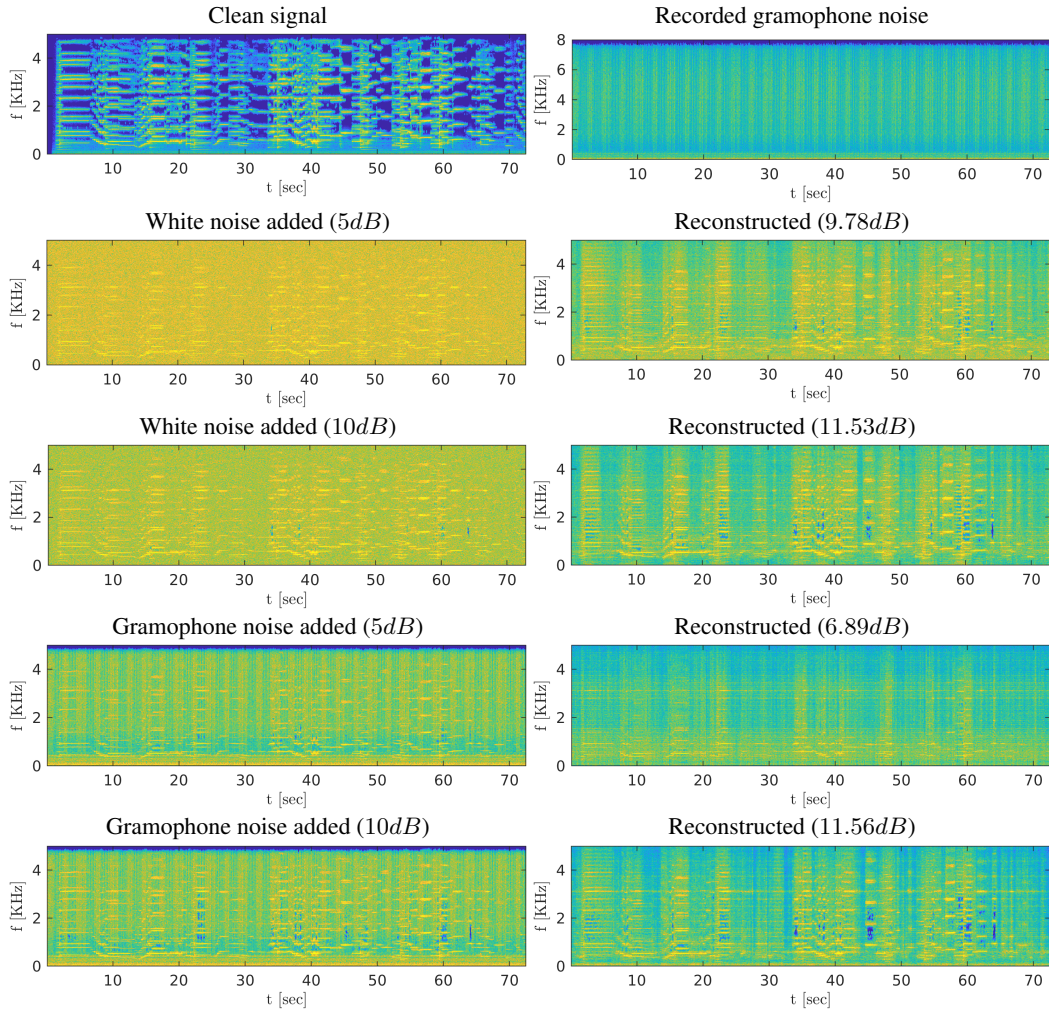 Clean signal
f [KHz]
4
2
0
10 20 30 40 50 60 70
t [sec]
Recorded gramophone noise
f [KHz]
8
6
4
2
0
10 20 30 40 50 60 70
t [sec]
White noise added (5dB)
f [KHz]
4
2
0
10 20 30 40 50 60 70
t [sec]
Reconstructed (9.78dB)
f [KHz]
4
2
0
10 20 30 40 50 60 70
t [sec]
White noise added (10dB)
f [KHz]
4
2
0
10 20 30 40 50 60 70
t [sec]
Reconstructed (11.53dB)
f [KHz]
4
2
0
10 20 30 40 50 60 70
t [sec]
Gramophone noise added (5dB)
f [KHz]
4
2
0
10 20 30 40 50 60 70
t [sec]
Reconstructed (6.89dB)
f [KHz]
4
2
0
10 20 30 40 50 60 70
t [sec]
Gramophone noise added (10dB)
f [KHz]
4
2
0
10 20 30 40 50 60 70
t [sec]
Reconstructed (11.56dB)
f [KHz]
4
2
0
10 20 30 40 50 60 70
t [sec]